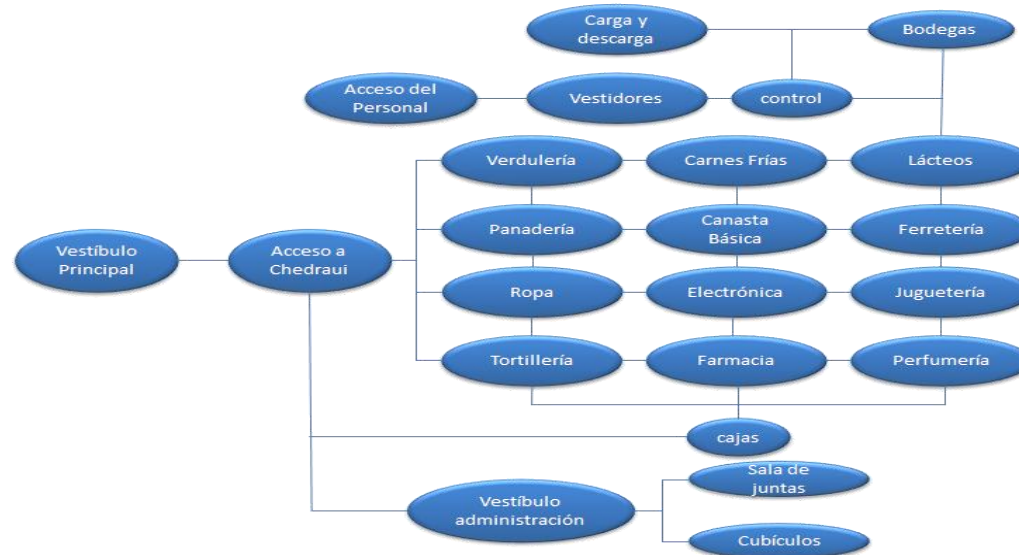 Carga y
descarga
Bodegas
Acceso del
Personal
Vestidores
control
Verdulería
Carnes Frías
Lácteos
Panadería
Canasta
Básica
Ferretería
Vestíbulo
Principal
Acceso a
Chedraui
Ropa
Electrónica
Juguetería
Tortillería
Farmacia
Perfumería
cajas
Sala de
juntas
Vestíbulo
administración
Cubículos